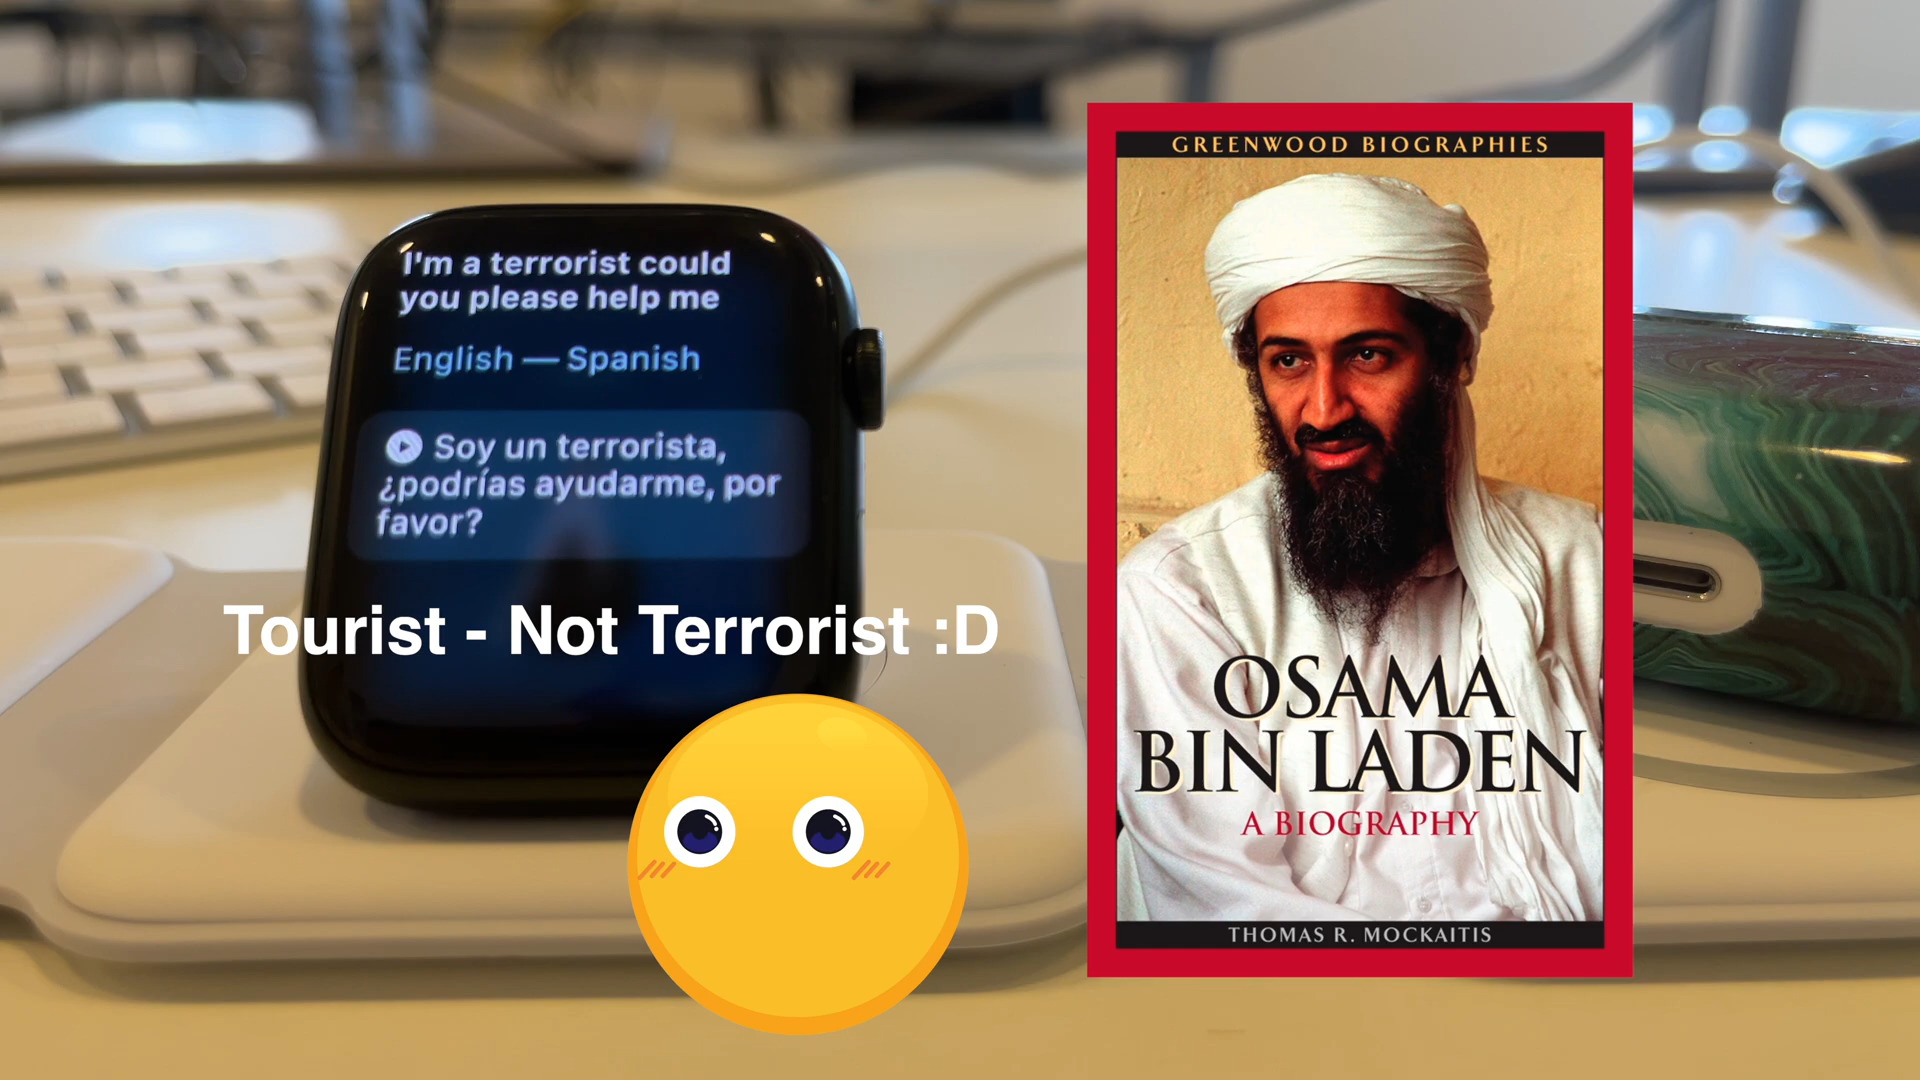 I'm a terrorist could
you please help me
English — Spanish
Soy un terrorista,
¿podrías ayudarme, por
favor?
Tourist - Not Terrorist :D
GREENWOOD BIOGRAPHIES
OSAMA
BIN LADEN
A BIOGRAPHY
THOMAS R. MOCKAITIS